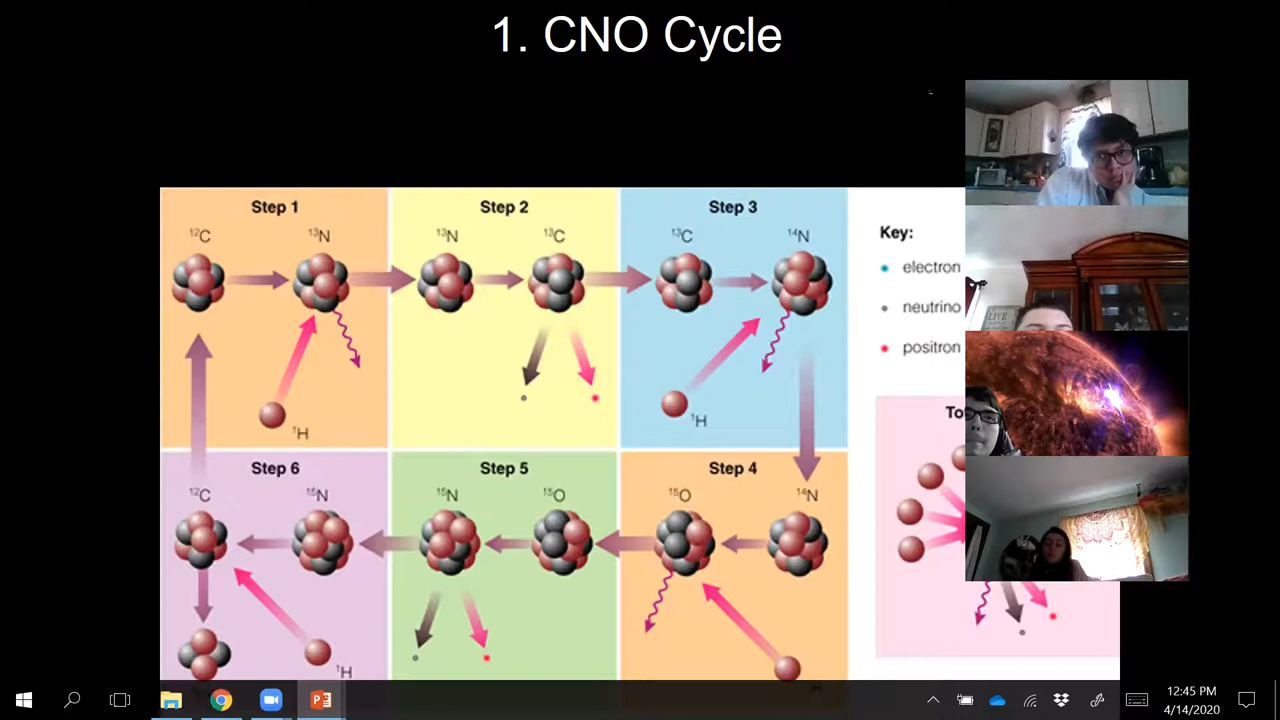 1. CNO Cycle
Step 1
Step 2
Step 3
¹²C
¹³N
¹³N
¹³C
¹³C
¹⁴N
Key:
electron
neutrino
positron
¹H
¹H
Step 6
Step 5
Step 4
¹²C
¹⁵N
¹⁵N
¹⁵O
¹⁵O
¹⁴N
¹H
LIVE
12:45 PM
4/14/2020